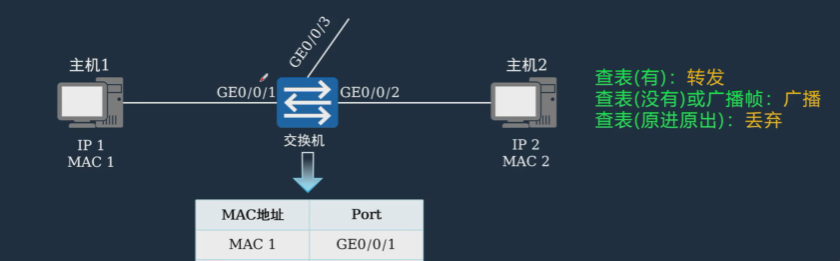 GE0/0/3
主机1
主机2
GE0/0/1
GE0/0/2
查表(有)：转发
查表(没有)或广播帧：广播
查表(原进原出)：丢弃
IP 1
MAC 1
交换机
IP 2
MAC 2
MAC地址 Port
MAC 1 GE0/0/1